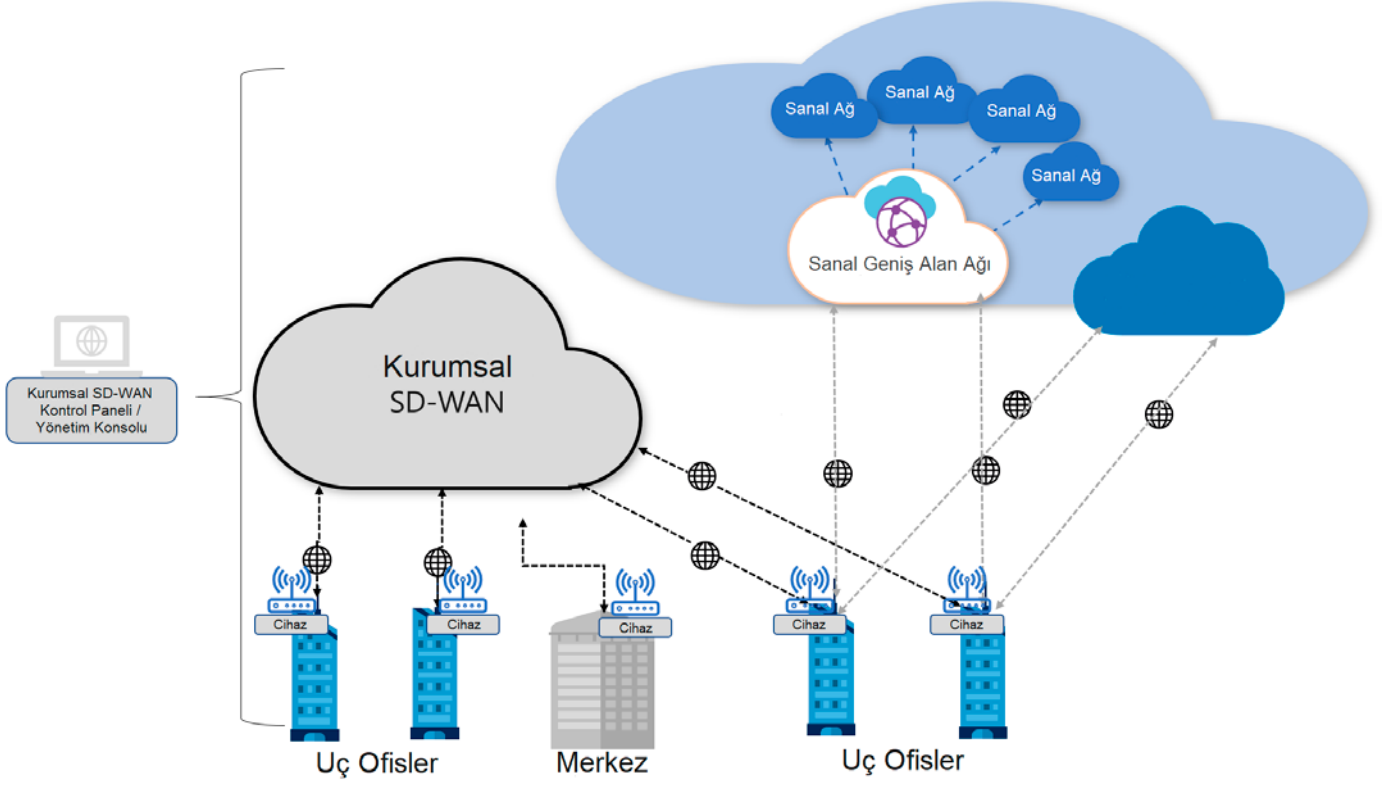 Sanal Ağ
Sanal Ağ
Sanal Ağ
Sanal Ağ
Sanal Geniş Alan Ağı
Kurumsal
SD-WAN
Kurumsal SD-WAN
Kontrol Paneli /
Yönetim Konsolu
Cihaz
Cihaz
Cihaz
Cihaz
Cihaz
Uç Ofisler
Merkez
Uç Ofisler